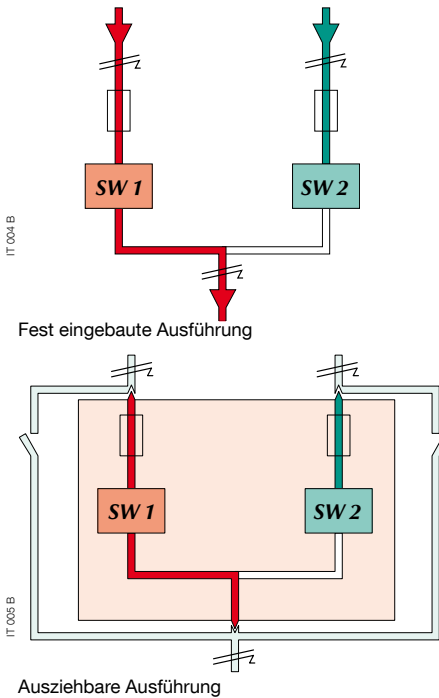 SW 1
SW 2
IT 004 B
Fest eingebaute Ausführung
SW 1
SW 2
IT 005 B
Ausziehbare Ausführung